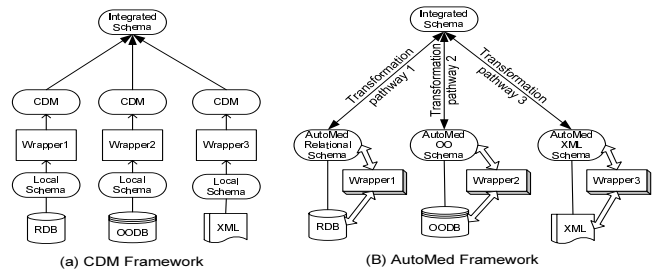 Integrated
Schema
CDM
CDM
CDM
Wrapper1
Wrapper2
Wrapper3
Local
Schema
Local
Schema
Local
Schema
RDB
OODB
XML
(a) CDM Framework
Integrated
Schema
Transformation
pathway 1
Transformation
pathway 2
Transformation
pathway 3
AutoMed
Relational
Schema
AutoMed
OO
Schema
AutoMed
XML
Schema
Wrapper1
Wrapper2
Wrapper3
RDB
OODB
XML
(B) AutoMed Framework